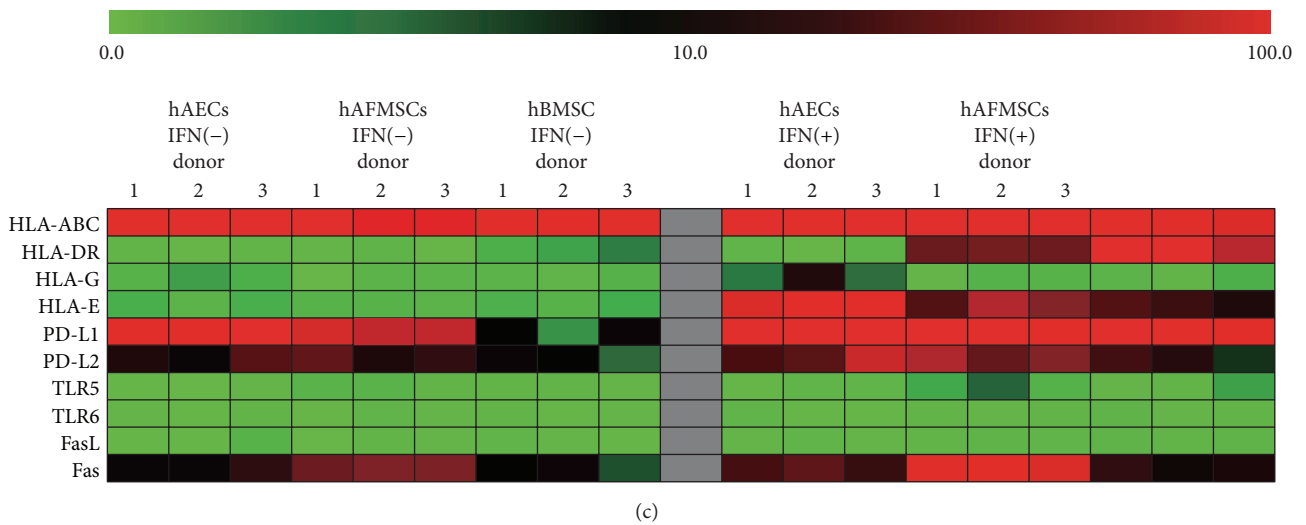 0.0 10.0 100.0
hAECs hAFMSCs hBMSC hAECs hAFMSCs
IFN(−) IFN(−) IFN(−) IFN(+) IFN(+)
donor donor donor donor donor
1 2 3 1 2 3 1 2 3 1 2 3 1 2 3
HLA-ABC
HLA-DR
HLA-G
HLA-E
PD-L1
PD-L2
TLR5
TLR6
FasL
Fas
(c)